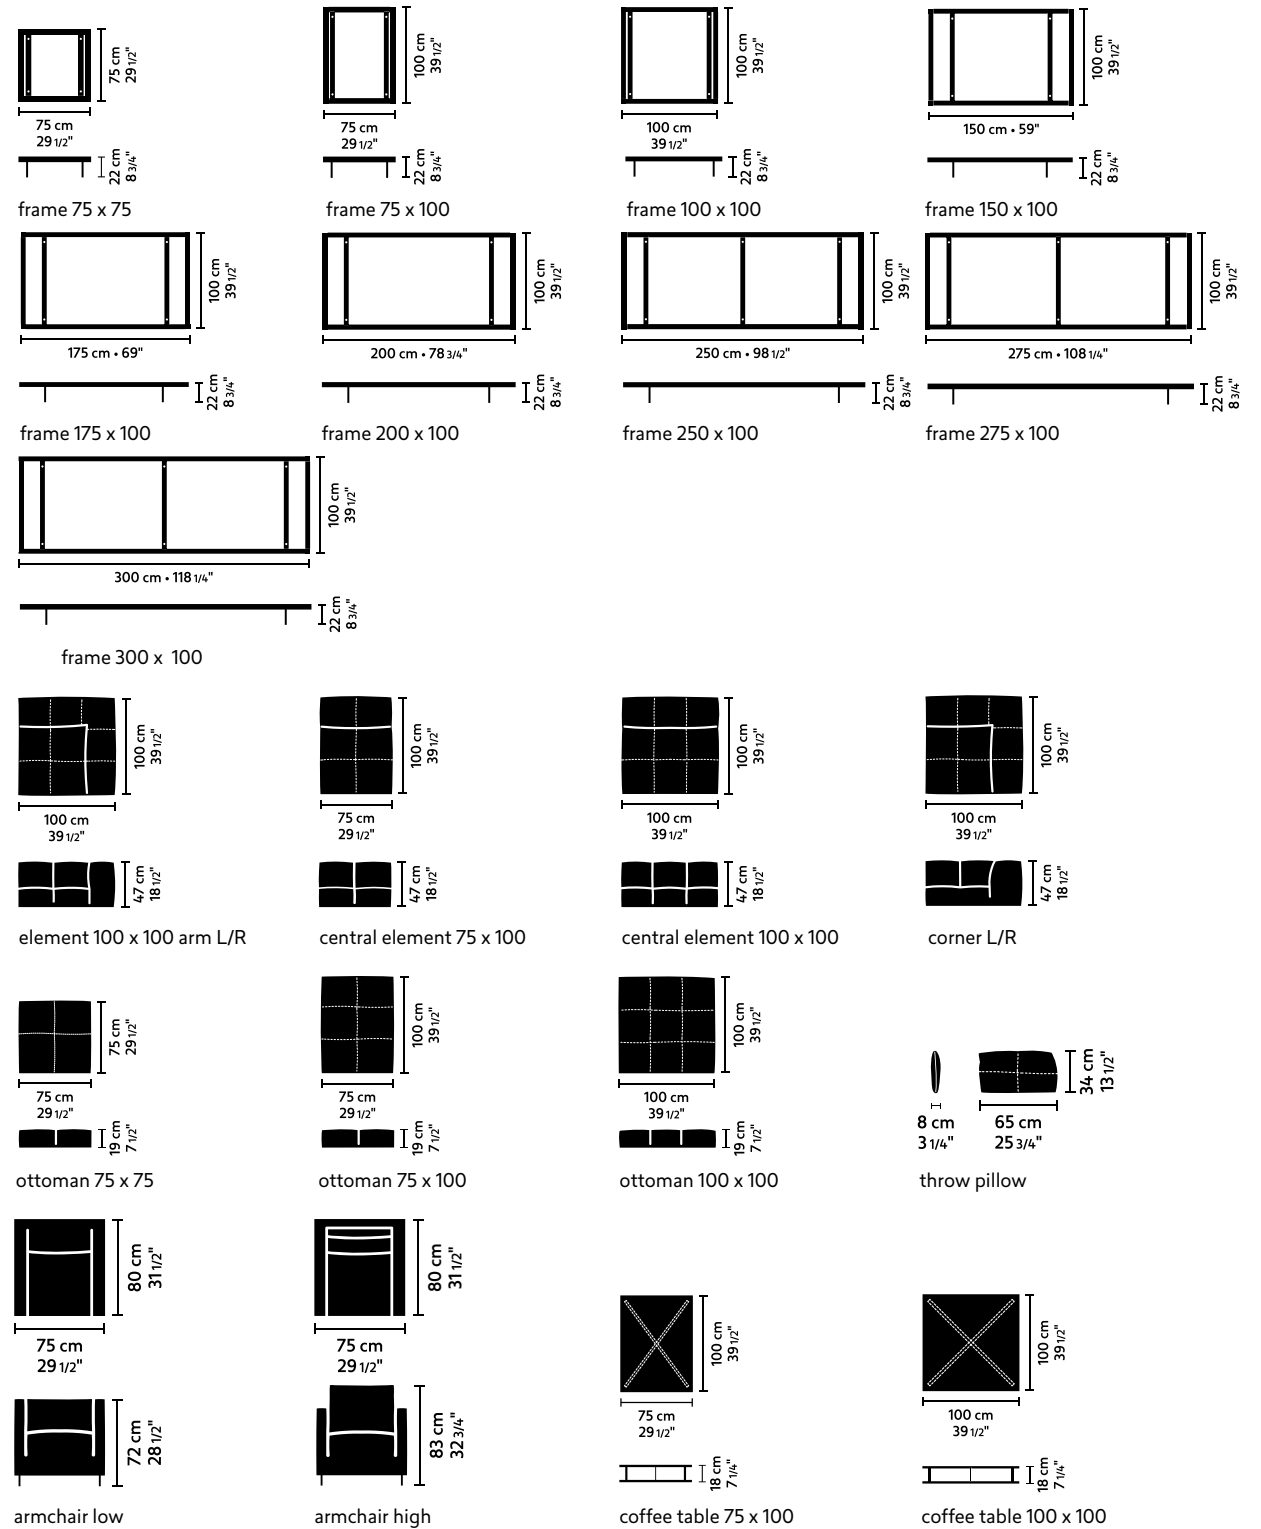 75 cm
29 1/2"
75 cm
29 1/2"
22 cm
8 3/4"
frame 75 x 75
100 cm
39 1/2"
75 cm
29 1/2"
22 cm
8 3/4"
frame 75 x 100
100 cm
39 1/2"
100 cm
39 1/2"
22 cm
8 3/4"
frame 100 x 100
100 cm
39 1/2"
150 cm • 59"
22 cm
8 3/4"
frame 150 x 100
100 cm
39 1/2"
175 cm • 69"
22 cm
8 3/4"
frame 175 x 100
100 cm
39 1/2"
200 cm • 78 3/4"
22 cm
8 3/4"
frame 200 x 100
100 cm
39 1/2"
250 cm • 98 1/2"
22 cm
8 3/4"
frame 250 x 100
100 cm
39 1/2"
275 cm • 108 1/4"
22 cm
8 3/4"
frame 275 x 100
100 cm
39 1/2"
300 cm • 118 1/4"
22 cm
8 3/4"
frame 300 x 100
100 cm
39 1/2"
100 cm
39 1/2"
47 cm
18 1/2"
element 100 x 100 arm L/R
100 cm
39 1/2"
75 cm
29 1/2"
47 cm
18 1/2"
central element 75 x 100
100 cm
39 1/2"
100 cm
39 1/2"
47 cm
18 1/2"
central element 100 x 100
100 cm
39 1/2"
100 cm
39 1/2"
47 cm
18 1/2"
corner L/R
75 cm
29 1/2"
75 cm
29 1/2"
19 cm
7 1/2"
ottoman 75 x 75
100 cm
39 1/2"
75 cm
29 1/2"
19 cm
7 1/2"
ottoman 75 x 100
100 cm
39 1/2"
100 cm
39 1/2"
19 cm
7 1/2"
ottoman 100 x 100
34 cm
13 1/2"
8 cm
3 1/4"
65 cm
25 3/4"
throw pillow
80 cm
31 1/2"
75 cm
29 1/2"
72 cm
28 1/2"
armchair low
80 cm
31 1/2"
75 cm
29 1/2"
83 cm
32 3/4"
armchair high
100 cm
39 1/2"
75 cm
29 1/2"
18 cm
7 1/4"
coffee table 75 x 100
100 cm
39 1/2"
100 cm
39 1/2"
18 cm
7 1/4"
coffee table 100 x 100